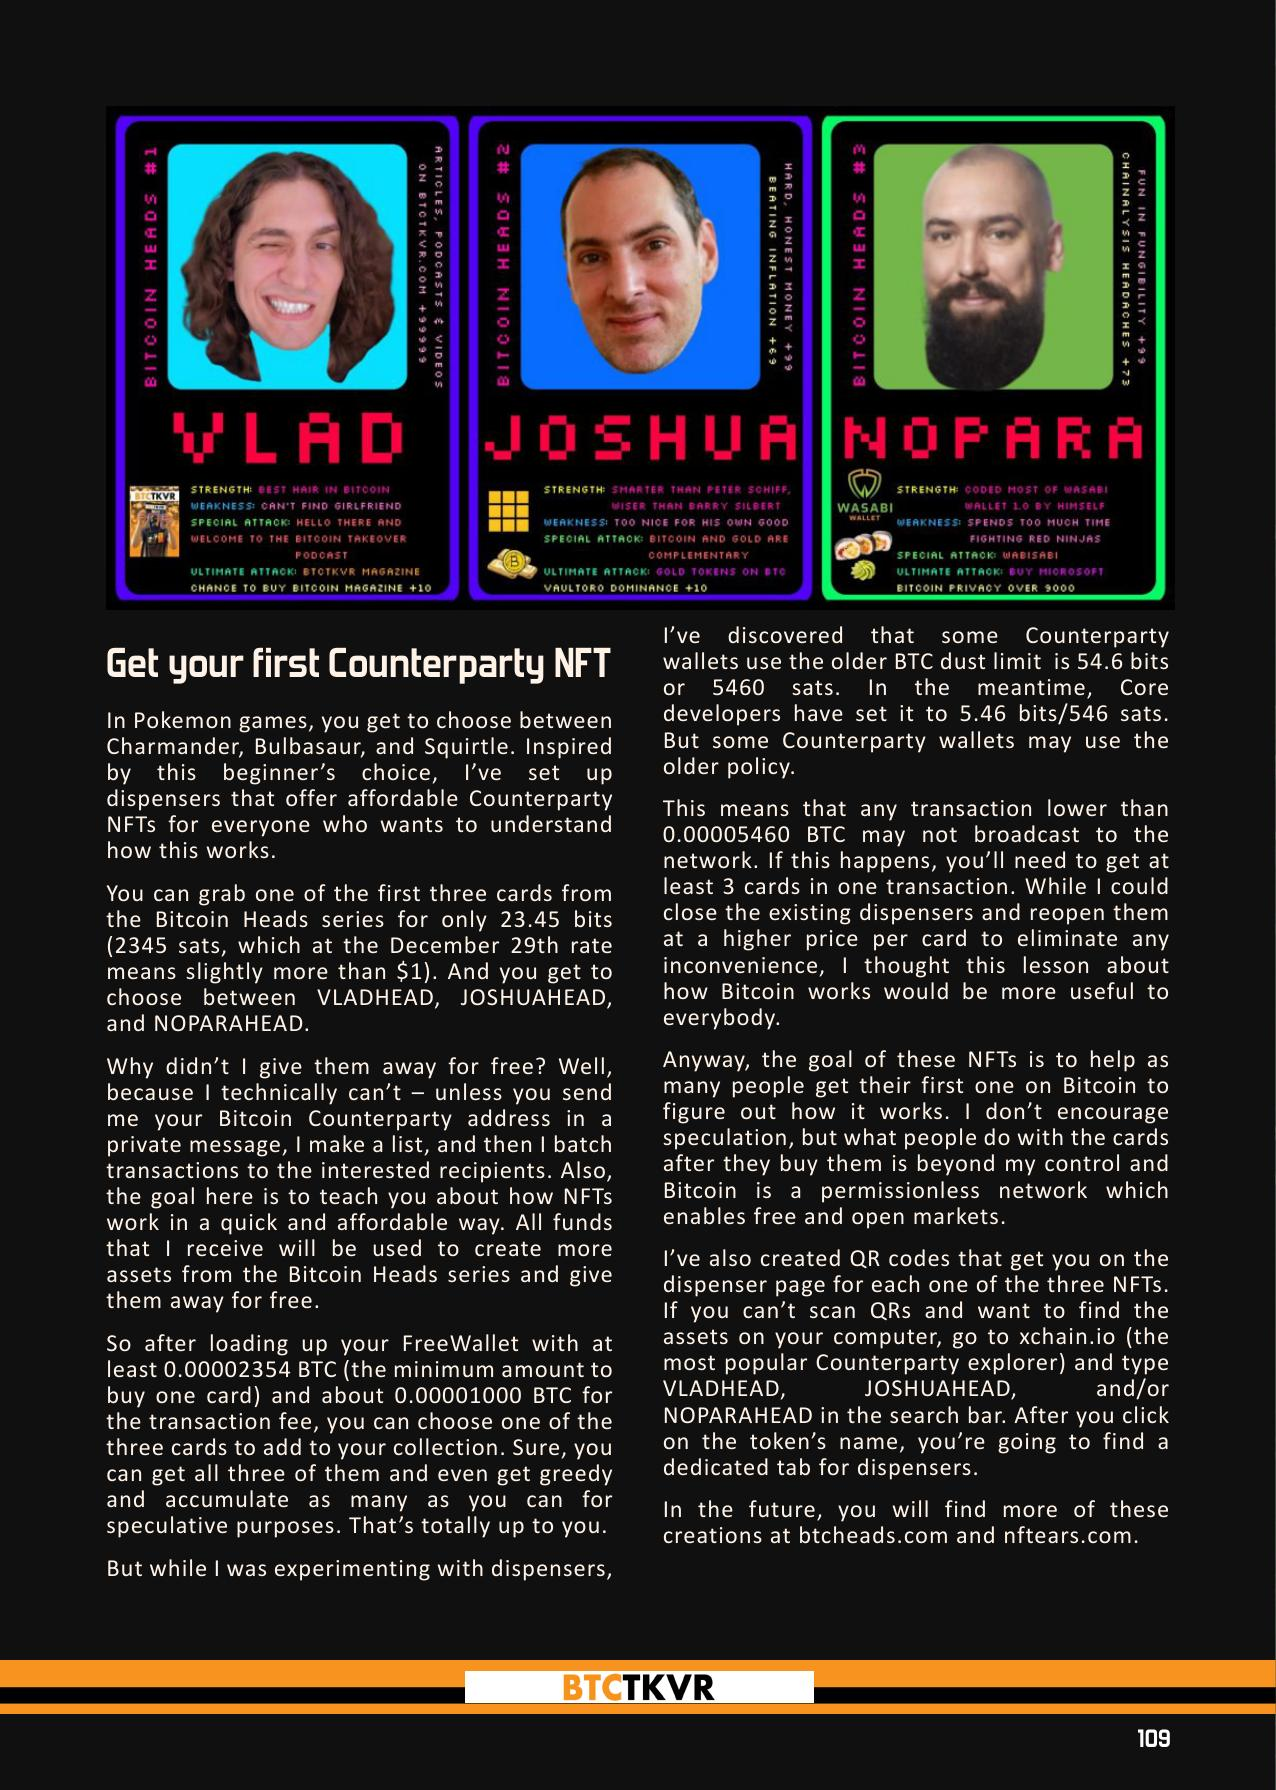 BITCOIN HEADS #1
ARTICLES, PODCASTS & VIDEOS
ON BTCTKVR.COM +99999
VLAD
BTCTKVR
STRENGTH: BEST HAIR IN BITCOIN
WEAKNESS: CAN'T FIND GIRLFRIEND
SPECIAL ATTACK: HELLO THERE AND
WELCOME TO THE BITCOIN TAKEOVER
PODCAST
ULTIMATE ATTACK: BTCTKVR MAGAZINE
CHANCE TO BUY BITCOIN MAGAZINE +10
BITCOIN HEADS #2
HARD, HONEST MONEY +99
BEATING INFLATION +69
JOSHUA
STRENGTH: SMARTER THAN PETER SCHIFF,
WISER THAN BARRY SILBERT
WEAKNESS: TOO NICE FOR HIS OWN GOOD
SPECIAL ATTACK: BITCOIN AND GOLD ARE
COMPLEMENTARY
ULTIMATE ATTACK: GOLD TOKENS ON BTC
VAULTORO DOMINANCE +10
BITCOIN HEADS #3
FUN IN FUNGIBILITY +99
CHAINALYSIS HEADACHES +73
NOPARA
WASABI
WALLET
STRENGTH: CODED MOST OF WASABI
WALLET 1.0 BY HIMSELF
WEAKNESS: SPENDS TOO MUCH TIME
FIGHTING RED NINJAS
SPECIAL ATTACK: WABISABI
ULTIMATE ATTACK: BUY MICROSOFT
BITCOIN PRIVACY OVER 9000
Get your first Counterparty NFT
In Pokemon games, you get to choose between
Charmander, Bulbasaur, and Squirtle. Inspired
by this beginner’s choice, I’ve set up
dispensers that offer affordable Counterparty
NFTs for everyone who wants to understand
how this works.
You can grab one of the first three cards from
the Bitcoin Heads series for only 23.45 bits
(2345 sats, which at the December 29th rate
means slightly more than $1). And you get to
choose between VLADHEAD, JOSHUAHEAD,
and NOPARAHEAD.
Why didn’t I give them away for free? Well,
because I technically can’t – unless you send
me your Bitcoin Counterparty address in a
private message, I make a list, and then I batch
transactions to the interested recipients. Also,
the goal here is to teach you about how NFTs
work in a quick and affordable way. All funds
that I receive will be used to create more
assets from the Bitcoin Heads series and give
them away for free.
So after loading up your FreeWallet with at
least 0.00002354 BTC (the minimum amount to
buy one card) and about 0.00001000 BTC for
the transaction fee, you can choose one of the
three cards to add to your collection. Sure, you
can get all three of them and even get greedy
and accumulate as many as you can for
speculative purposes. That’s totally up to you.
But while I was experimenting with dispensers,
I’ve discovered that some Counterparty
wallets use the older BTC dust limit is 54.6 bits
or 5460 sats. In the meantime, Core
developers have set it to 5.46 bits/546 sats.
But some Counterparty wallets may use the
older policy.
This means that any transaction lower than
0.00005460 BTC may not broadcast to the
network. If this happens, you’ll need to get at
least 3 cards in one transaction. While I could
close the existing dispensers and reopen them
at a higher price per card to eliminate any
inconvenience, I thought this lesson about
how Bitcoin works would be more useful to
everybody.
Anyway, the goal of these NFTs is to help as
many people get their first one on Bitcoin to
figure out how it works. I don’t encourage
speculation, but what people do with the cards
after they buy them is beyond my control and
Bitcoin is a permissionless network which
enables free and open markets.
I’ve also created QR codes that get you on the
dispenser page for each one of the three NFTs.
If you can’t scan QRs and want to find the
assets on your computer, go to xchain.io (the
most popular Counterparty explorer) and type
VLADHEAD, JOSHUAHEAD, and/or
NOPARAHEAD in the search bar. After you click
on the token’s name, you’re going to find a
dedicated tab for dispensers.
In the future, you will find more of these
creations at btcheads.com and nftears.com.
BTCTKVR
109